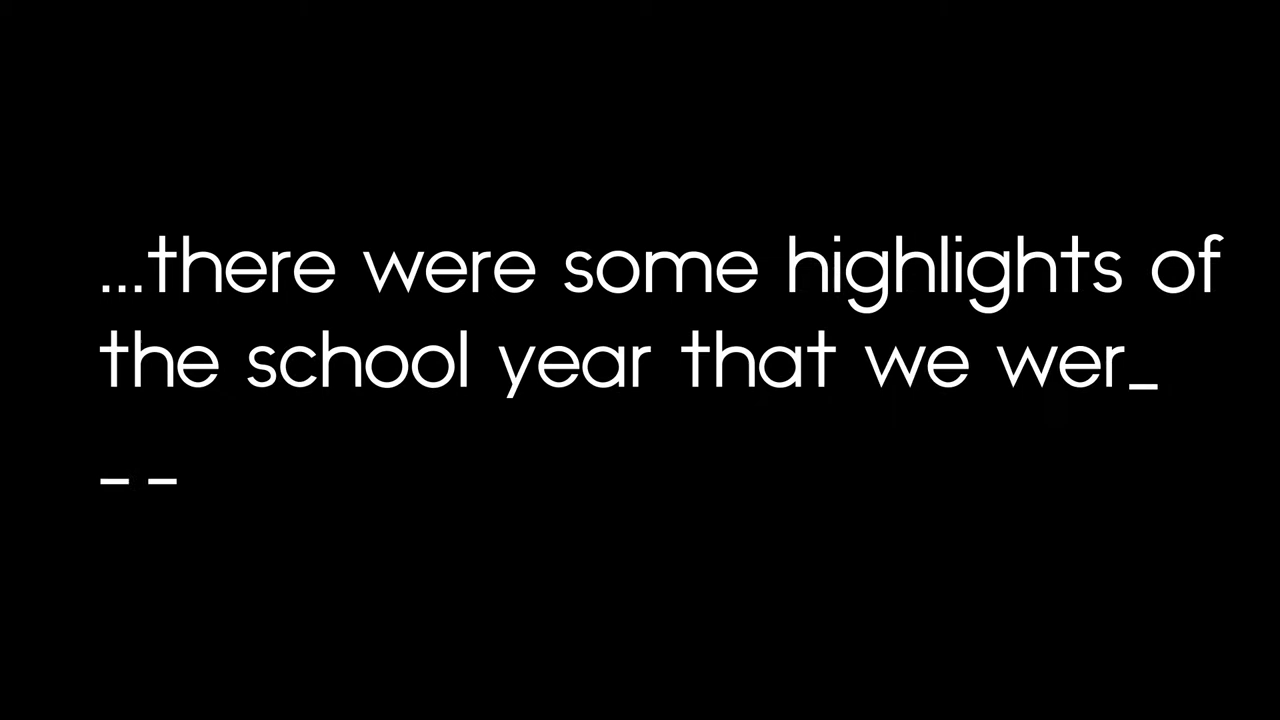 ...there were some highlights of
the school year that we wer_
_ _